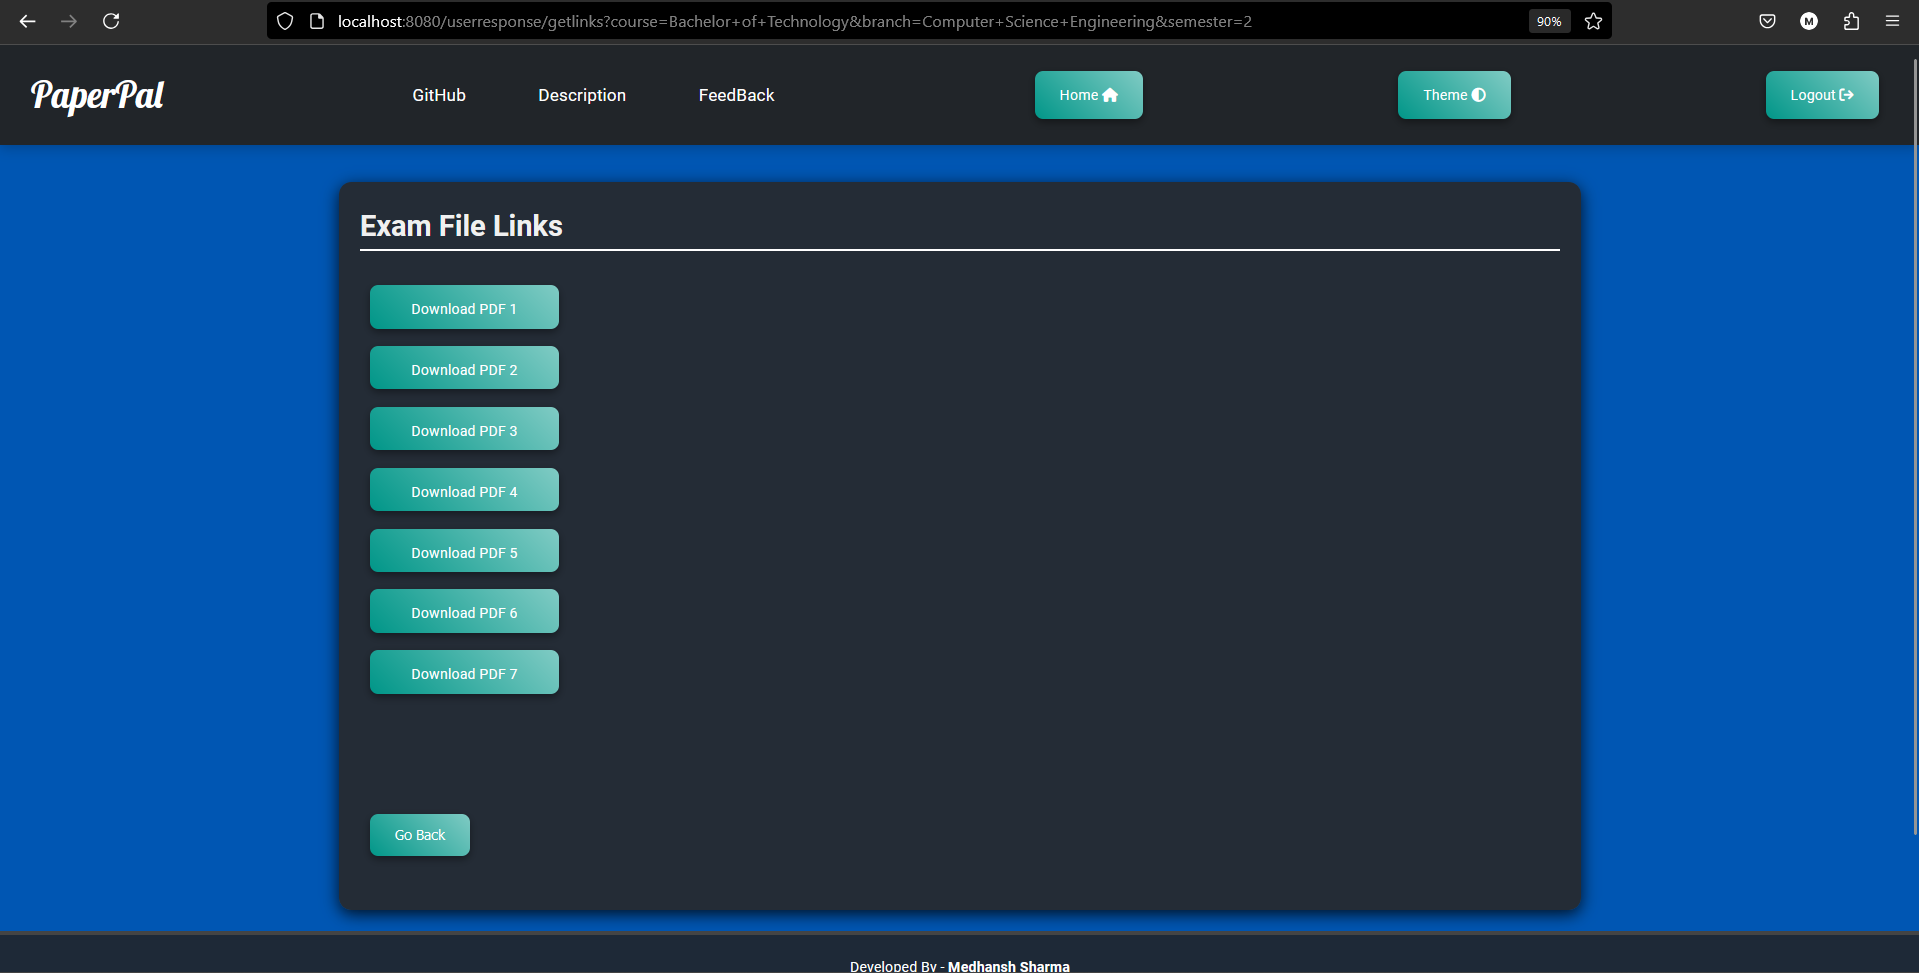 localhost:8080/userresponse/getlinks?course=Bachelor+of+Technology&branch=Computer+Science+Engineering&semester=2
90%
M
PaperPal
GitHub
Description
FeedBack
Home
Theme
Logout
Exam File Links
Download PDF 1
Download PDF 2
Download PDF 3
Download PDF 4
Download PDF 5
Download PDF 6
Download PDF 7
Go Back
Developed By - Medhansh Sharma